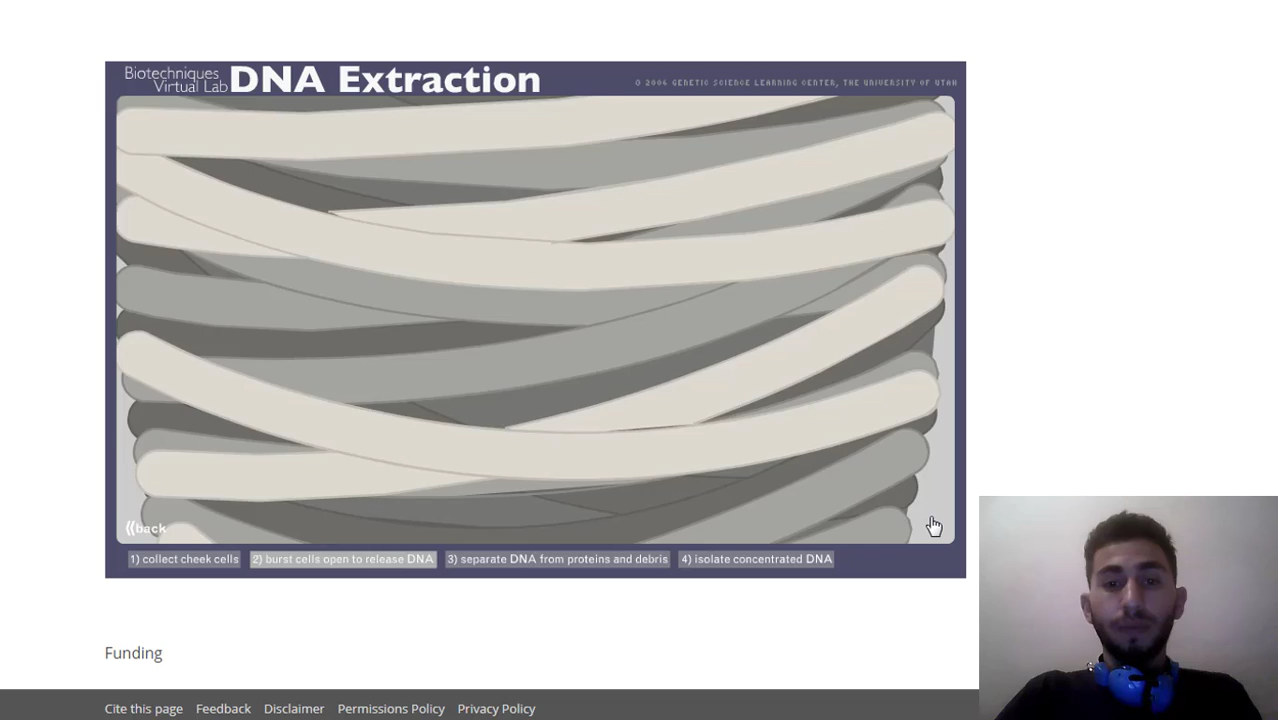 Biotechniques
Virtual Lab DNA Extraction
© 2006 GENETIC SCIENCE LEARNING CENTER, THE UNIVERSITY OF UTAH
((back
1) collect cheek cells
2) burst cells open to release DNA
3) separate DNA from proteins and debris
4) isolate concentrated DNA
Funding
Cite this page
Feedback
Disclaimer
Permissions Policy
Privacy Policy